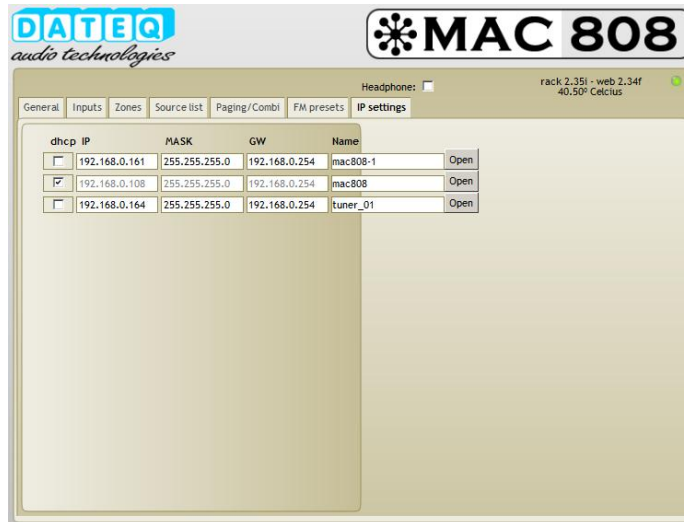 DATEQ
audio technologies
MAC 808
Headphone:
rack 2.35i - web 2.34f
40.50º Celcius
General Inputs Zones Source list Paging/Combi FM presets IP settings
dhcp IP MASK GW Name
192.168.0.161 255.255.255.0 192.168.0.254 mac808-1 Open
192.168.0.108 255.255.255.0 192.168.0.254 mac808 Open
192.168.0.164 255.255.255.0 192.168.0.254 tuner_01 Open